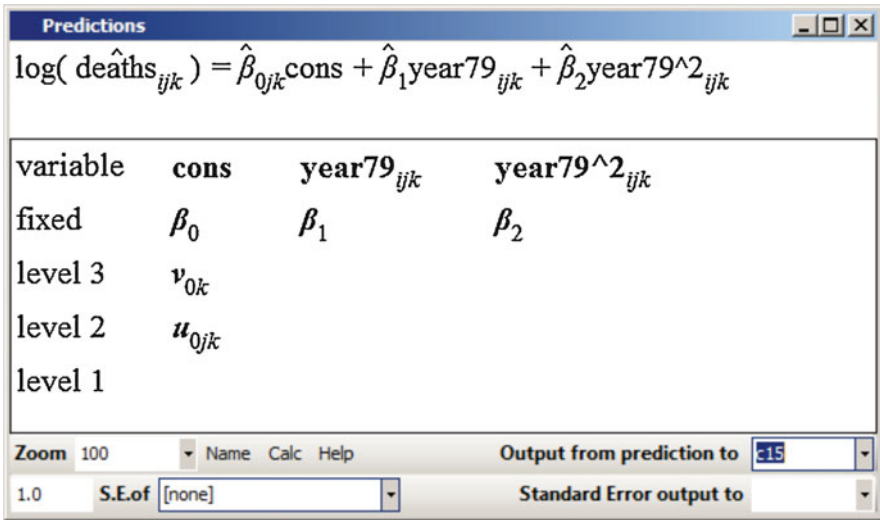 Predictions
log( deaths̑_ijk ) = β̂_0jk cons + β̂_1 year79_ijk + β̂_2 year79^2_ijk
variable cons year79_ijk year79^2_ijk
fixed β_0 β_1 β_2
level 3 v_0k
level 2 u_0jk
level 1
Zoom 100 Name Calc Help Output from prediction to c15
1.0 S.E.of [none] Standard Error output to